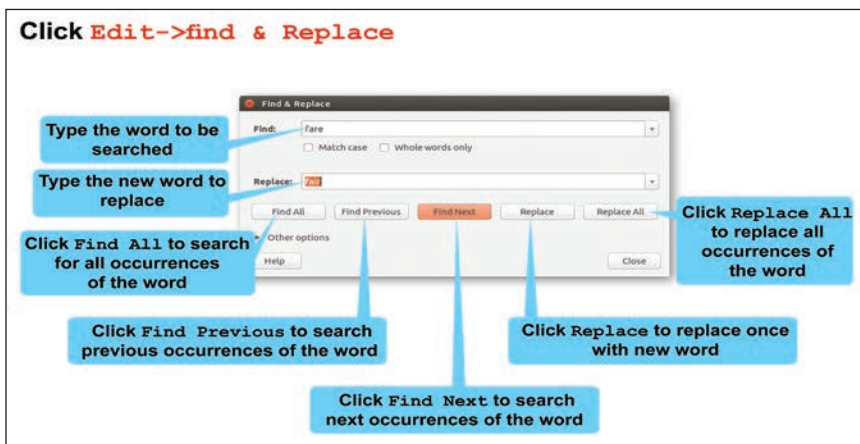 Click Edit->find & Replace
Find & Replace
Type the word to be
searched
Find:
fare
Match case
Whole words only
Type the new word to
replace
Replace:
fair
Find All
Find Previous
Find Next
Replace
Replace All
Click Replace All
to replace all
occurrences of
the word
Click Find All to search
for all occurrences
of the word
Other options
Help
Close
Click Find Previous to search
previous occurrences of the word
Click Replace to replace once
with new word
Click Find Next to search
next occurrences of the word